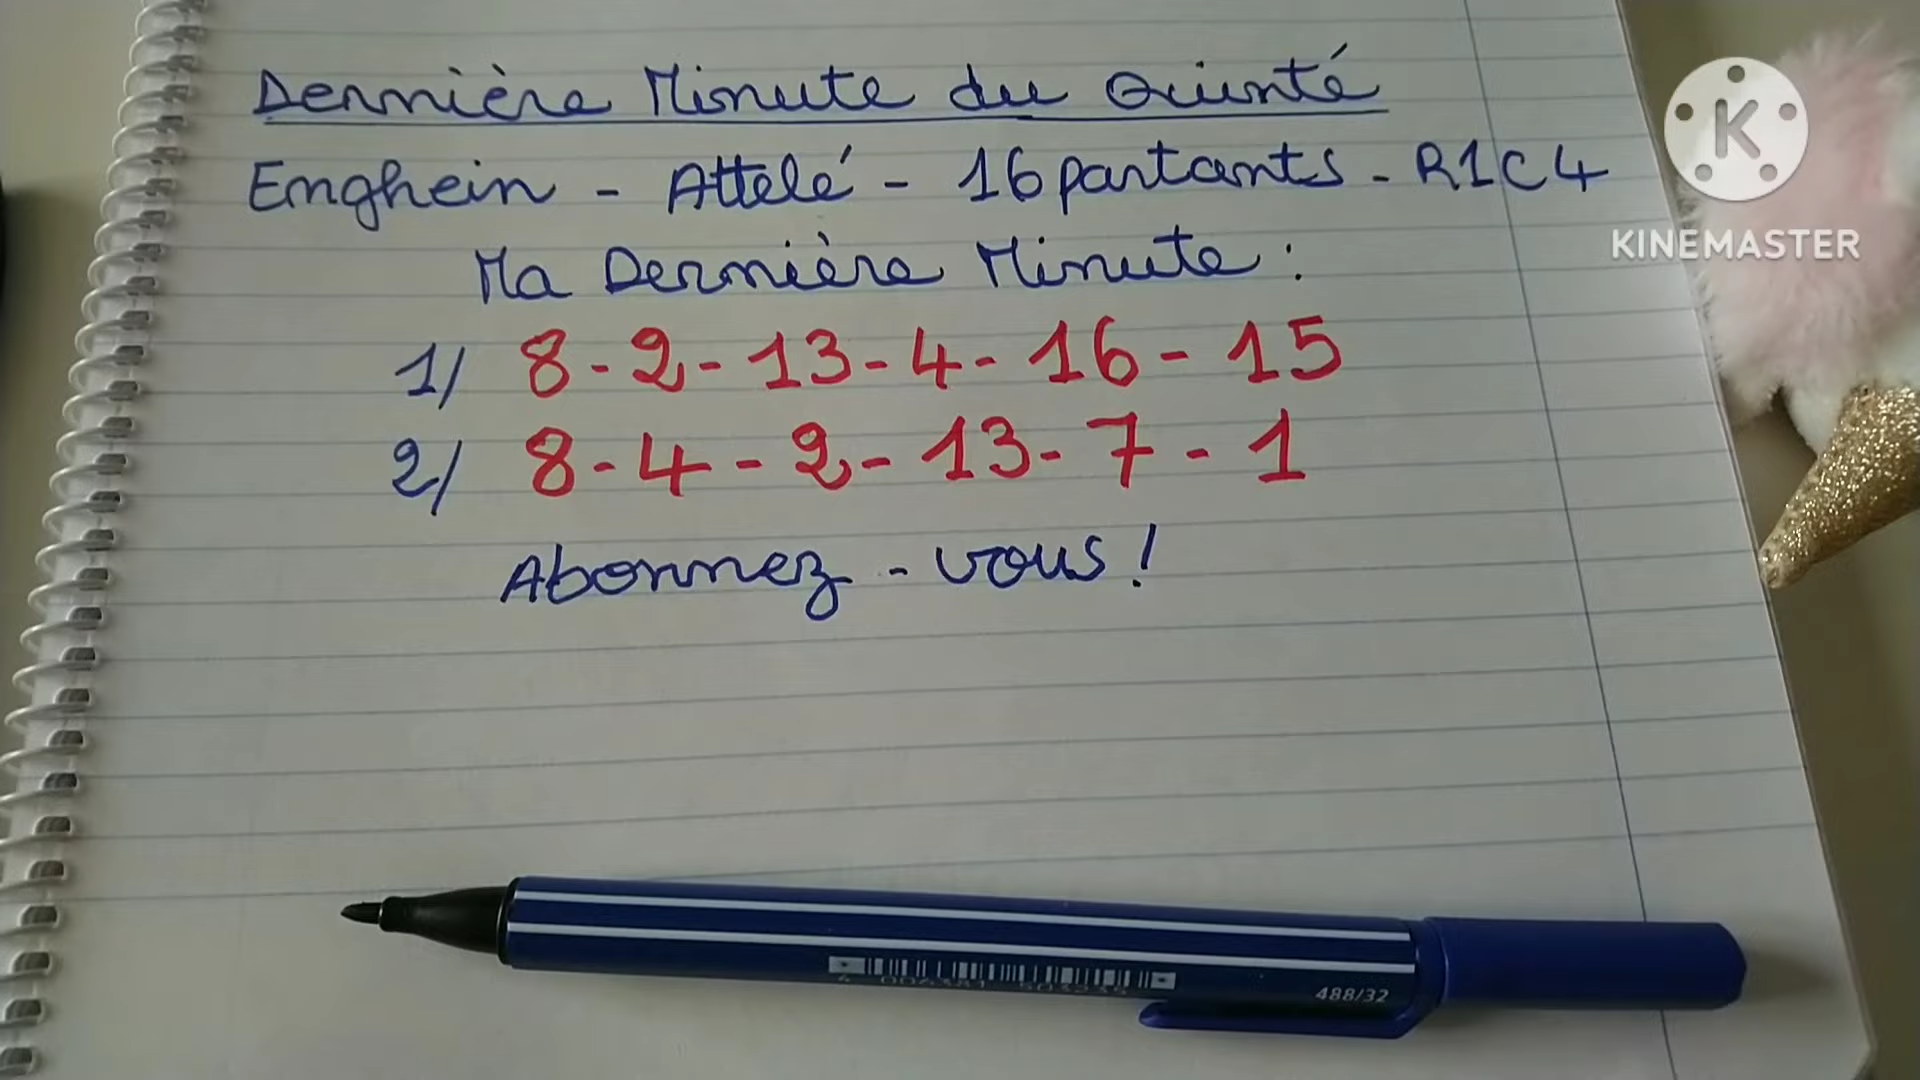 Dernière Minute du Quinté
Enghein - Attelé - 16 partants - R1C4
Ma Dernière Minute :
1/ 8 - 2 - 13 - 4 - 16 - 15
2/ 8 - 4 - 2 - 13 - 7 - 1
Abonnez - vous !
K
KINEMASTER
488/32